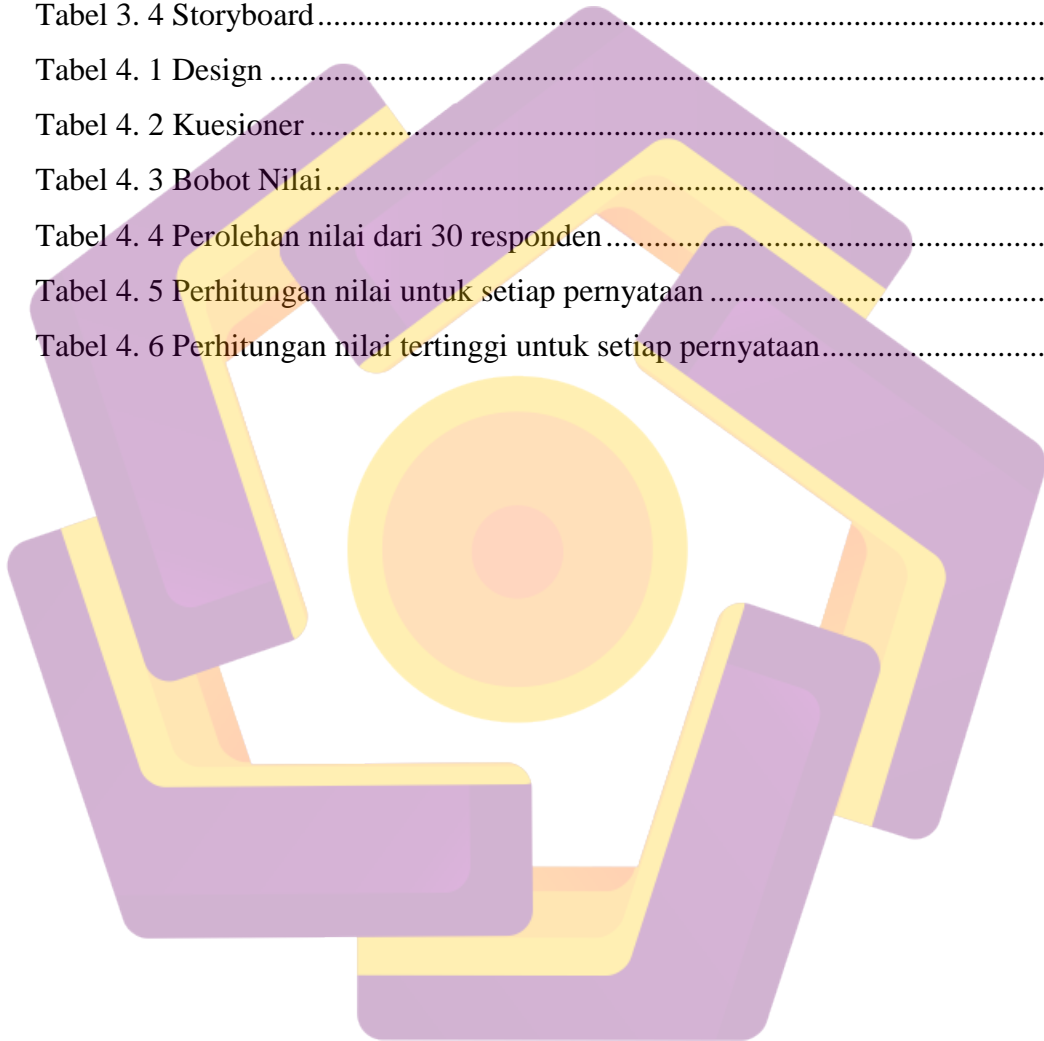 Tabel 3. 4 Storyboard.......................................................................................................
Tabel 4. 1 Design ..............................................................................................................
Tabel 4. 2 Kuesioner ........................................................................................................
Tabel 4. 3 Bobot Nilai......................................................................................................
Tabel 4. 4 Perolehan nilai dari 30 responden..............................................................
Tabel 4. 5 Perhitungan nilai untuk setiap pernyataan ................................................
Tabel 4. 6 Perhitungan nilai tertinggi untuk setiap pernyataan................................